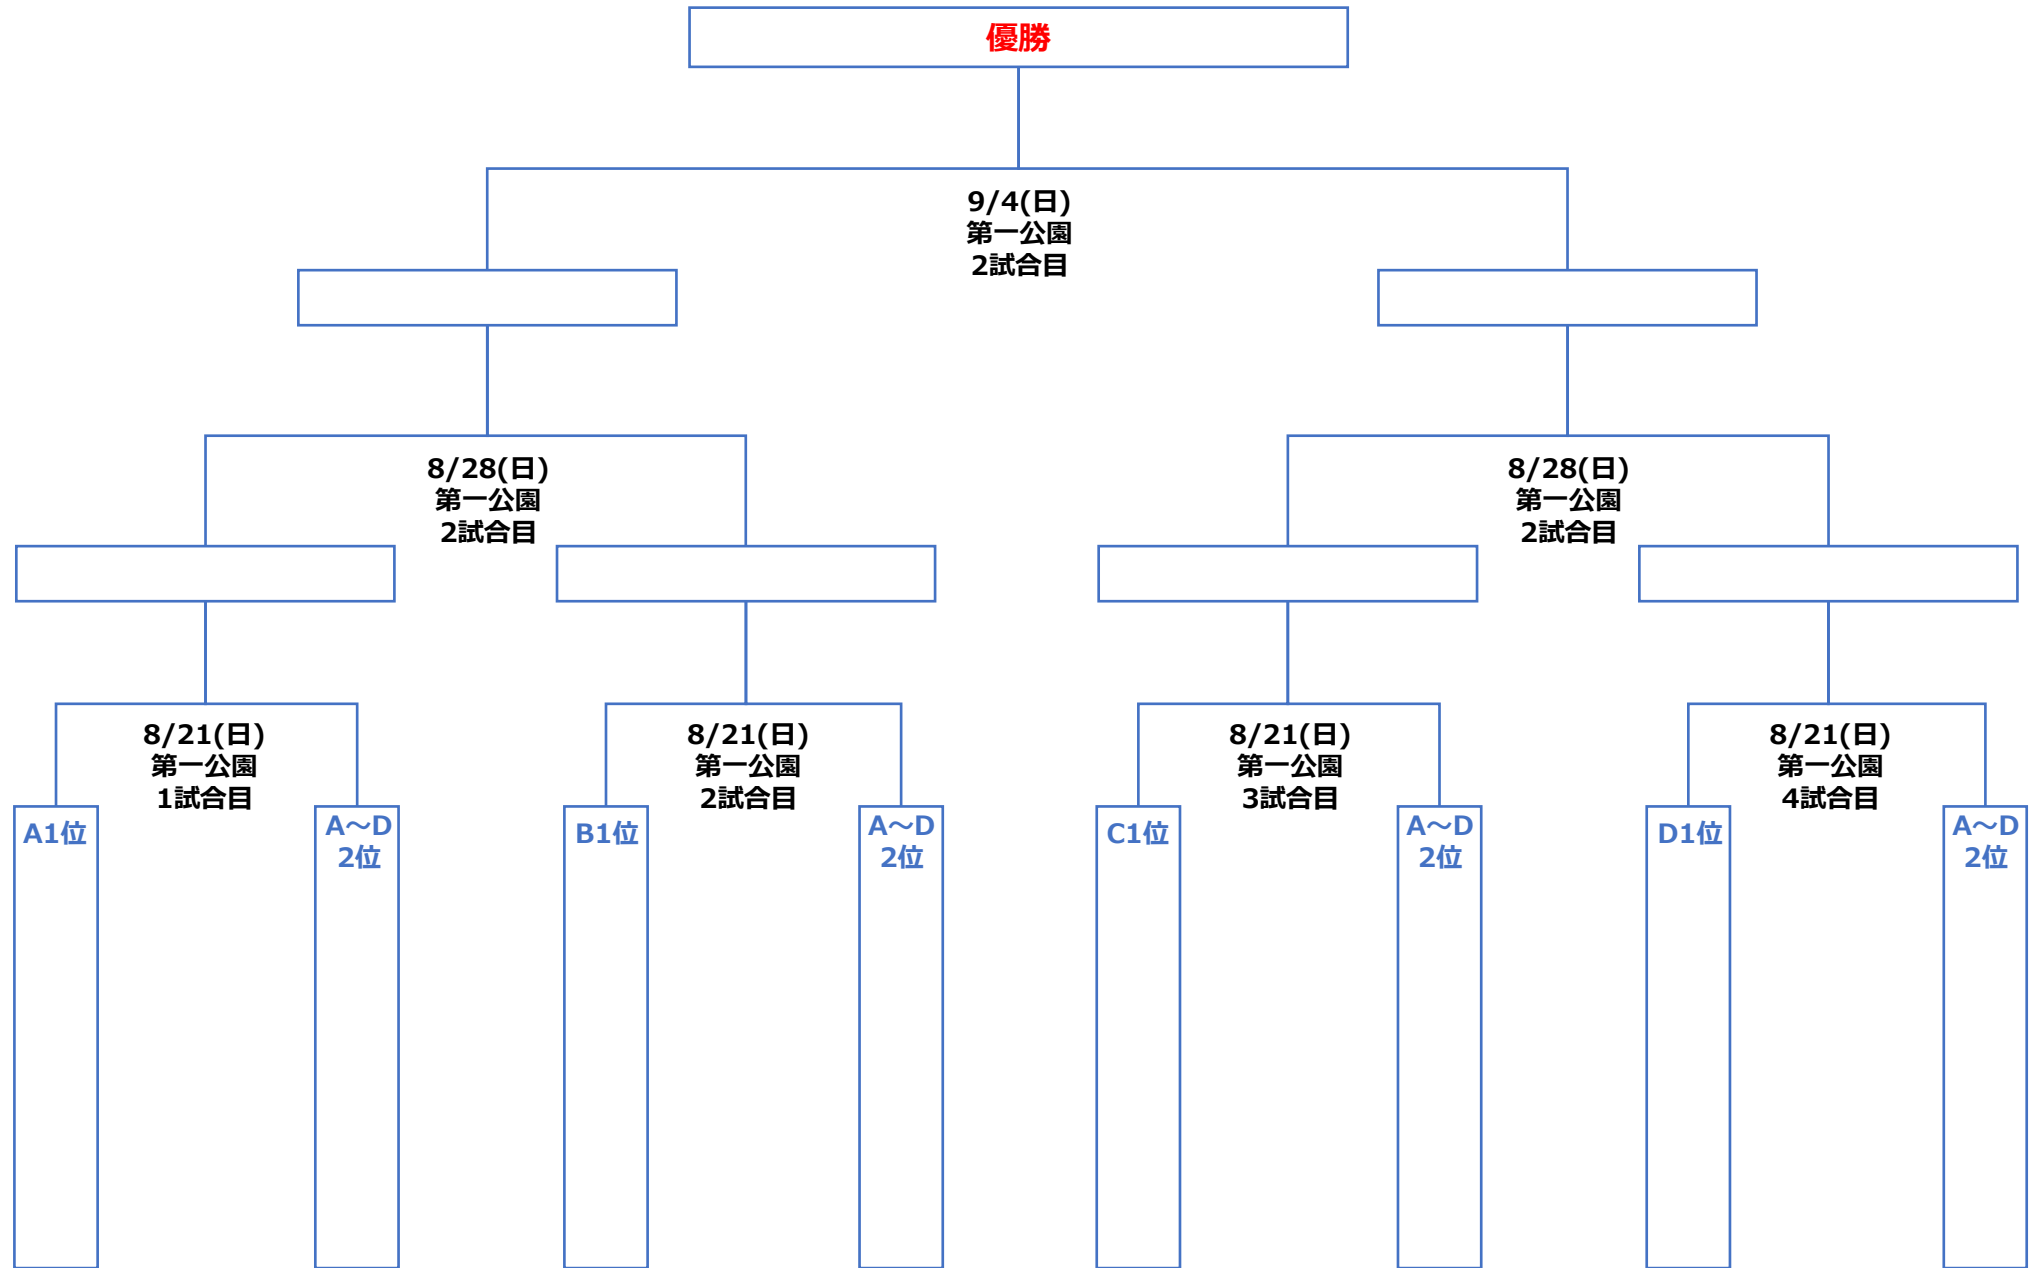 優勝
9/4(日)
第一公園
2試合目
8/28(日)
第一公園
2試合目
8/28(日)
第一公園
2試合目
8/21(日)
第一公園
1試合目
8/21(日)
第一公園
2試合目
8/21(日)
第一公園
3試合目
8/21(日)
第一公園
4試合目
A1位
A～D
2位
B1位
A～D
2位
C1位
A～D
2位
D1位
A～D
2位